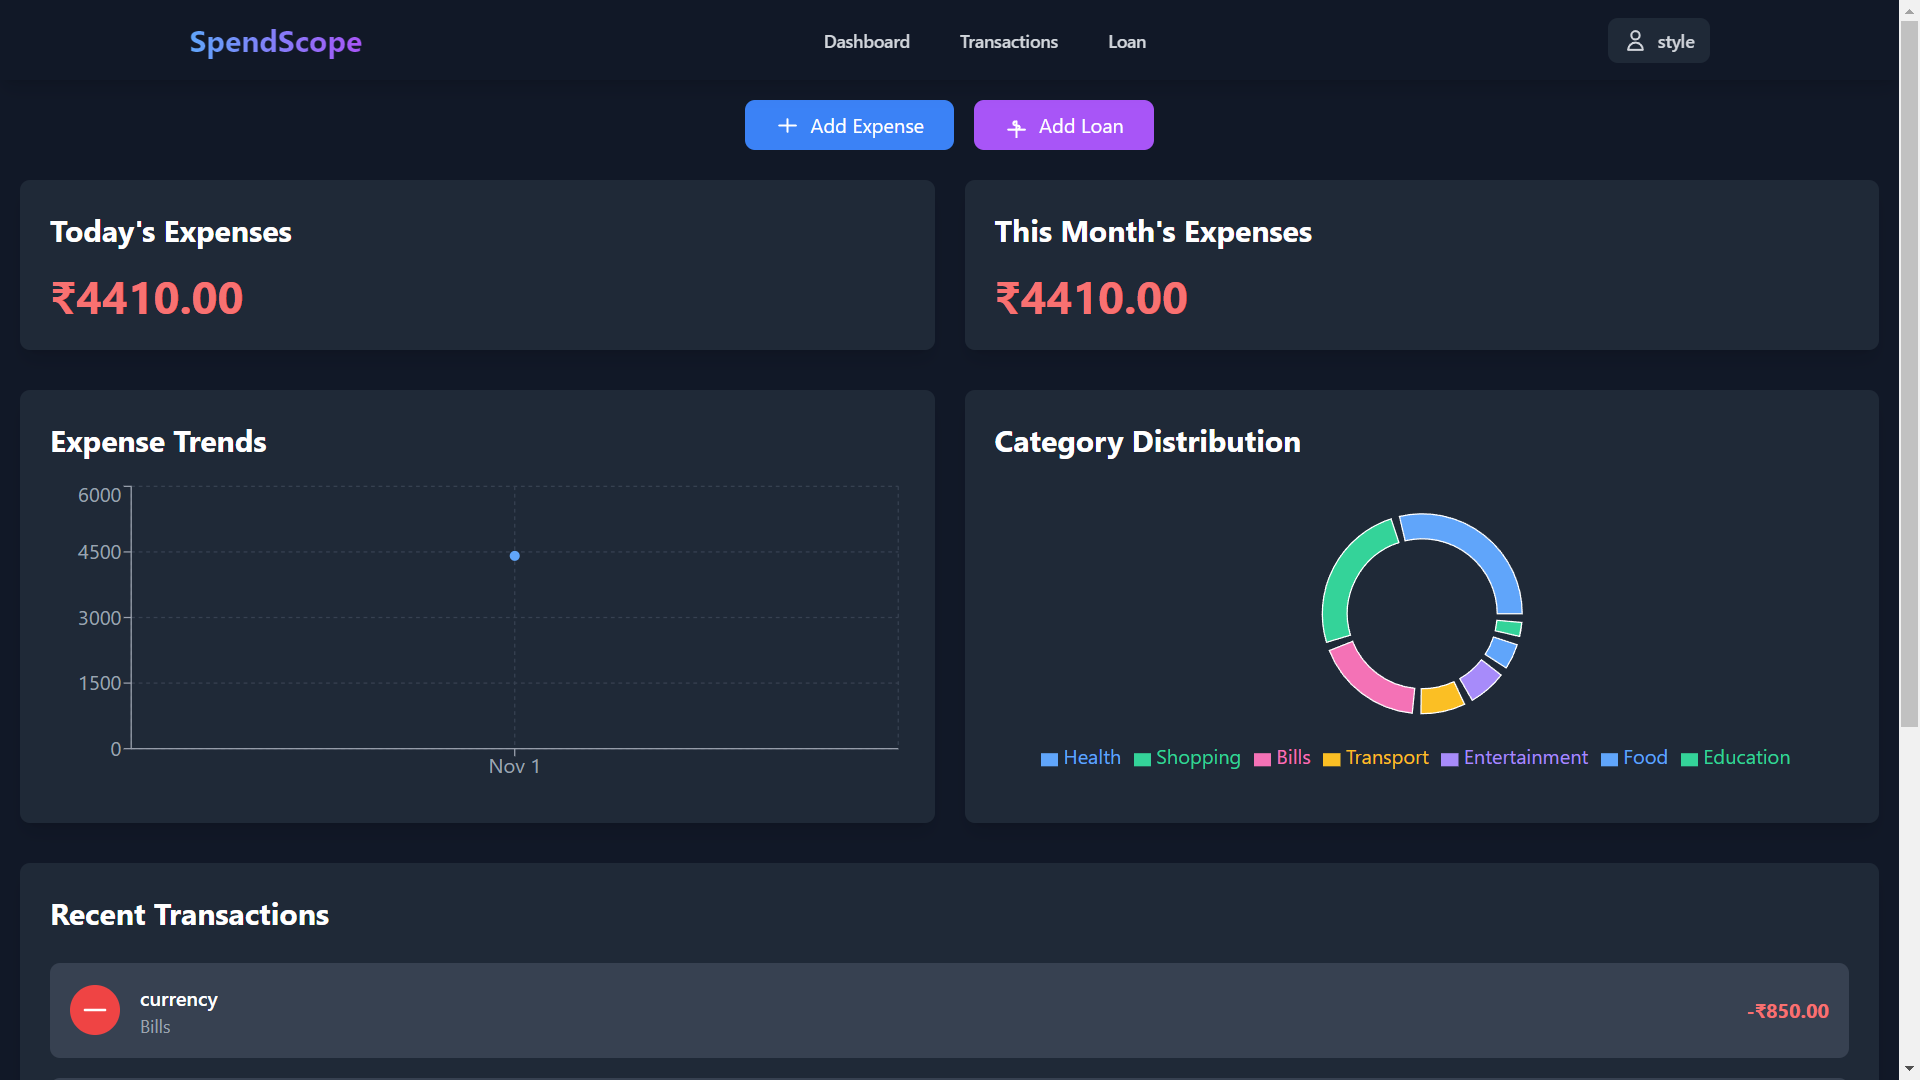 SpendScope
Dashboard
Transactions
Loan
style
Add Expense
Add Loan
Today's Expenses
₹4410.00
This Month's Expenses
₹4410.00
Expense Trends
6000
4500
3000
1500
0
Nov 1
Category Distribution
Health Shopping Bills Transport Entertainment Food Education
Recent Transactions
currency
Bills
-₹850.00